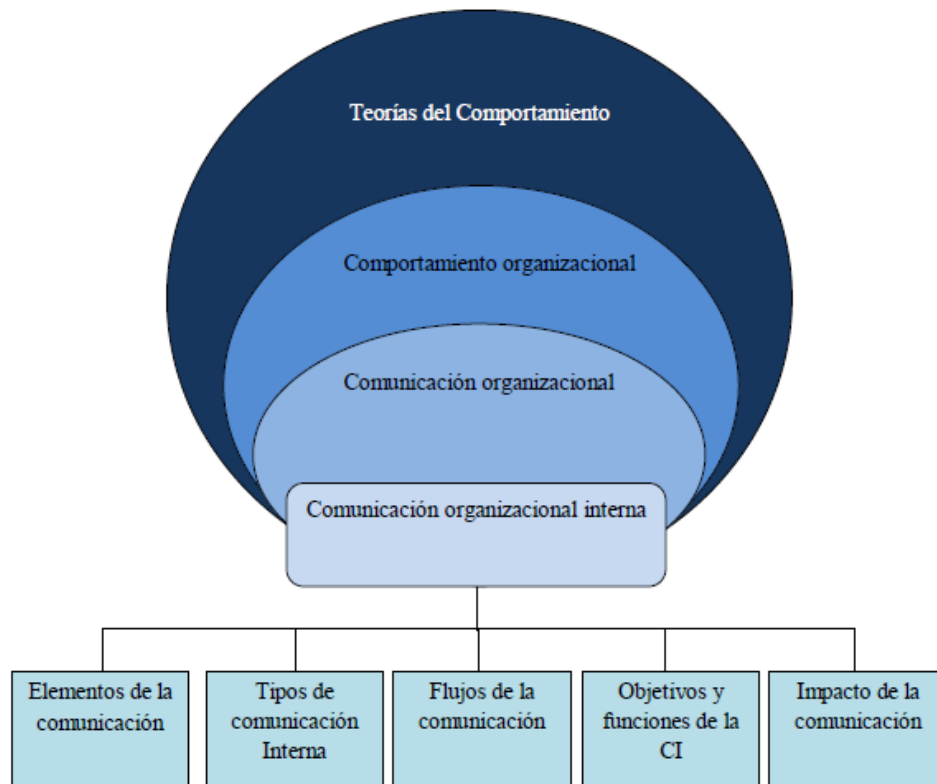 Teorías del Comportamiento
Comportamiento organizacional
Comunicación organizacional
Comunicación organizacional interna
Elementos de la
comunicación
Tipos de
comunicación
Interna
Flujos de la
comunicación
Objetivos y
funciones de la
CI
Impacto de la
comunicación